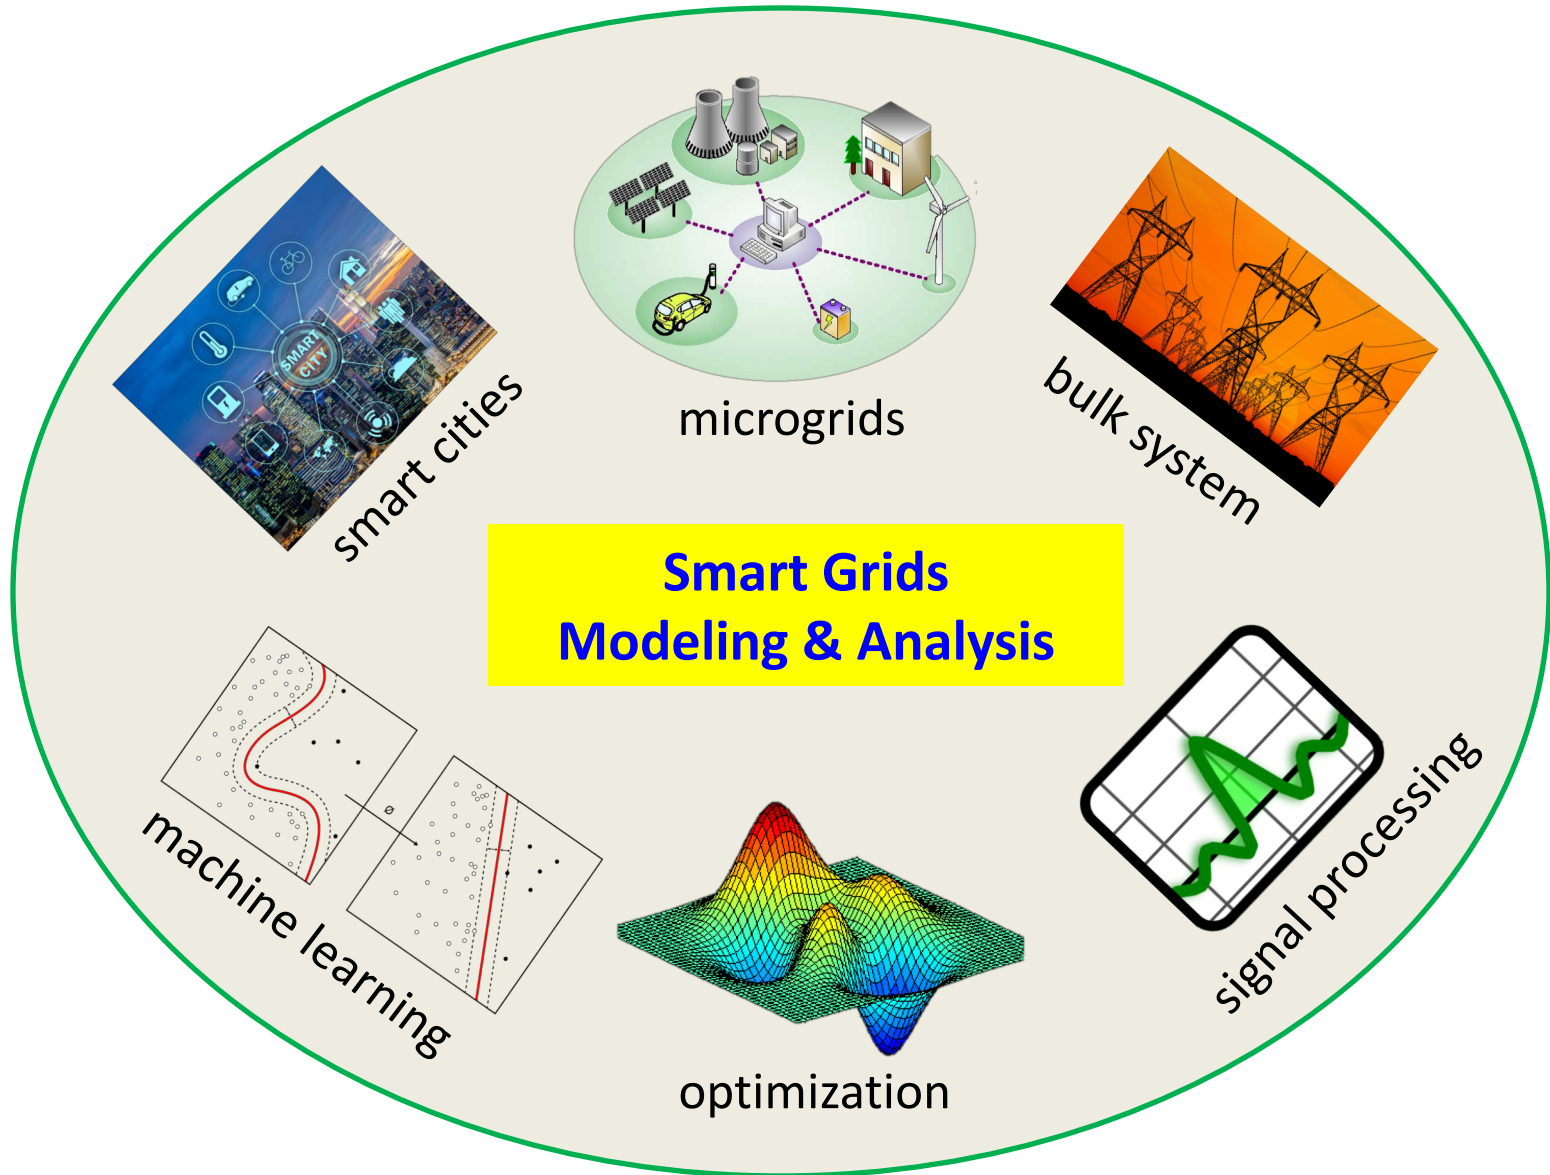 microgrids
SMART
CITY
smart cities
bulk system
Smart Grids
Modeling & Analysis
machine learning
ø
optimization
signal processing